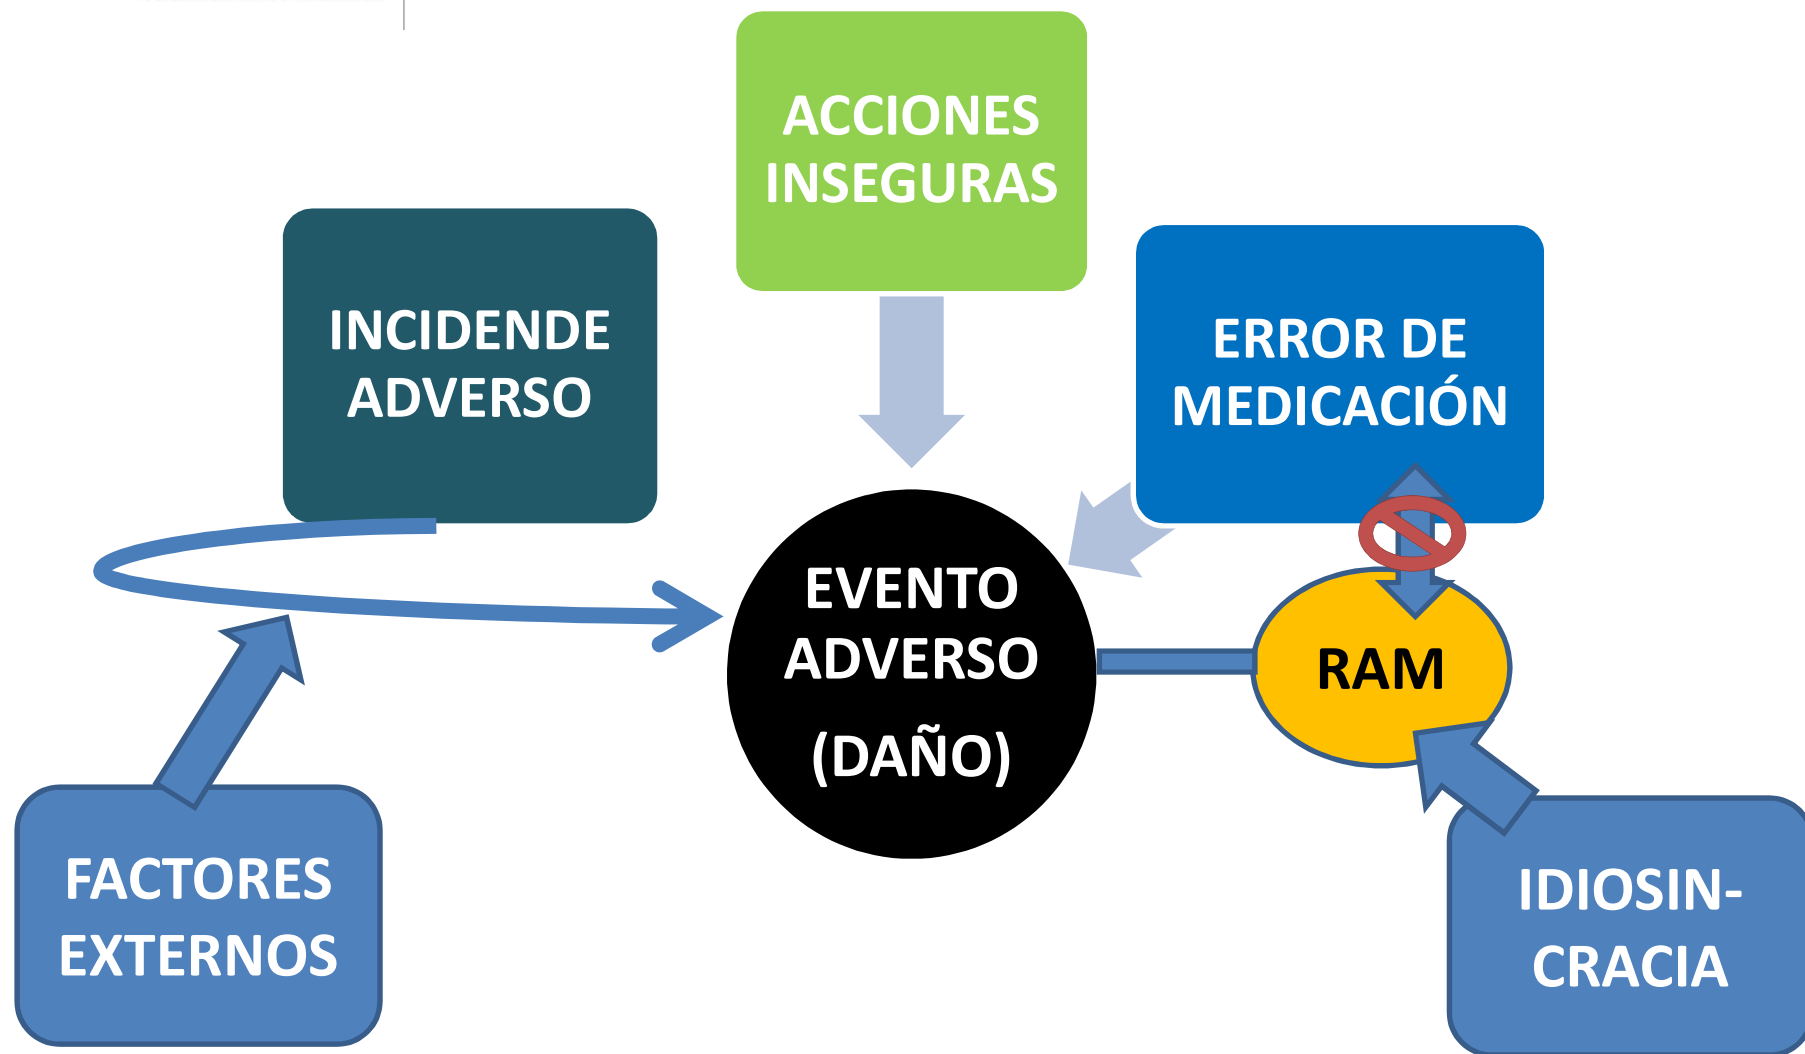 ACCIONES
INSEGURAS
INCIDENDE
ADVERSO
ERROR DE
MEDICACIÓN
EVENTO
ADVERSO
(DAÑO)
RAM
FACTORES
EXTERNOS
IDIOSIN-
CRACIA